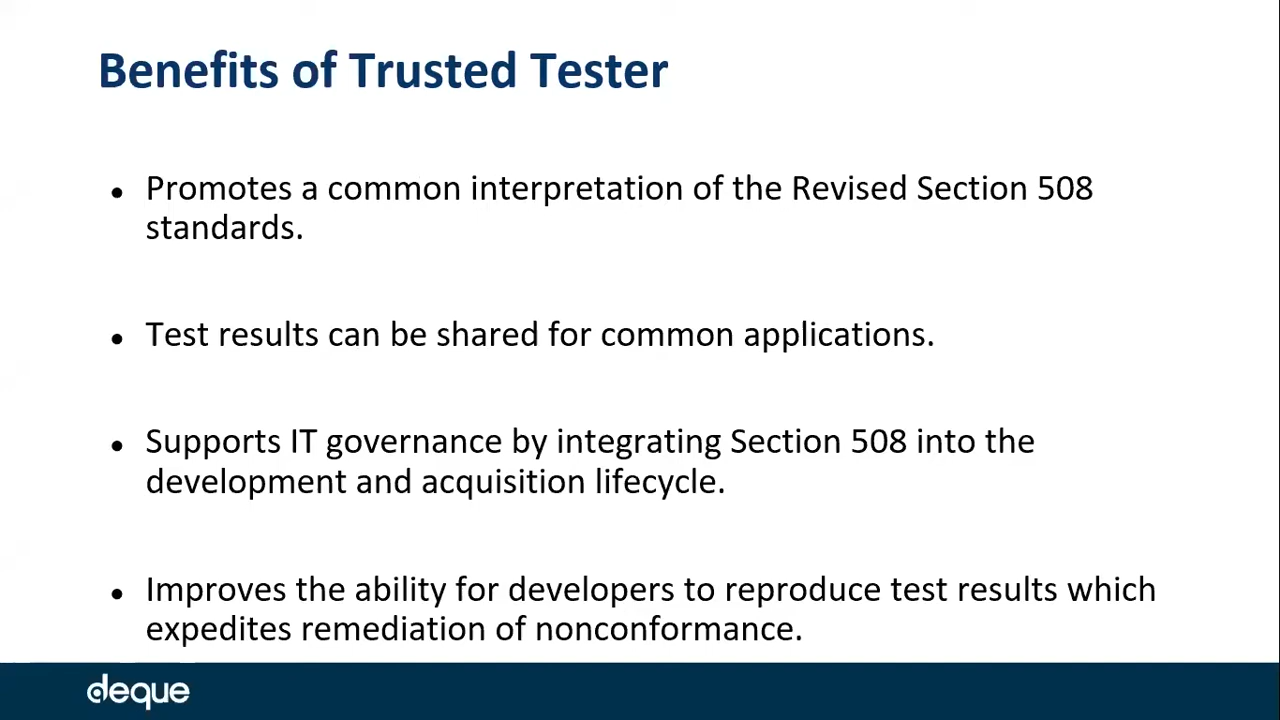 Benefits of Trusted Tester
● Promotes a common interpretation of the Revised Section 508
standards.
● Test results can be shared for common applications.
● Supports IT governance by integrating Section 508 into the
development and acquisition lifecycle.
● Improves the ability for developers to reproduce test results which
expedites remediation of nonconformance.
deque